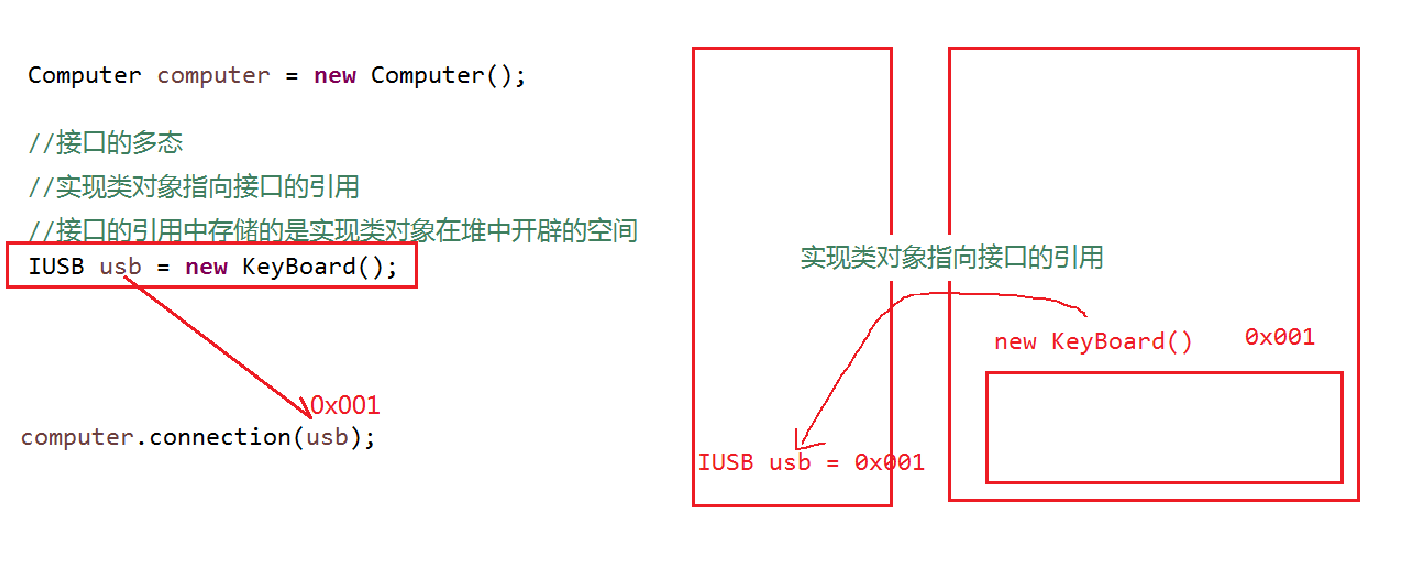 Computer computer = new Computer();
//接口的多态
//实现类对象指向接口的引用
//接口的引用中存储的是实现类对象在堆中开辟的空间
IUSB usb = new KeyBoard();
0x001
computer.connection(usb);
实现类对象指向接口的引用
new KeyBoard() 0x001
IUSB usb = 0x001